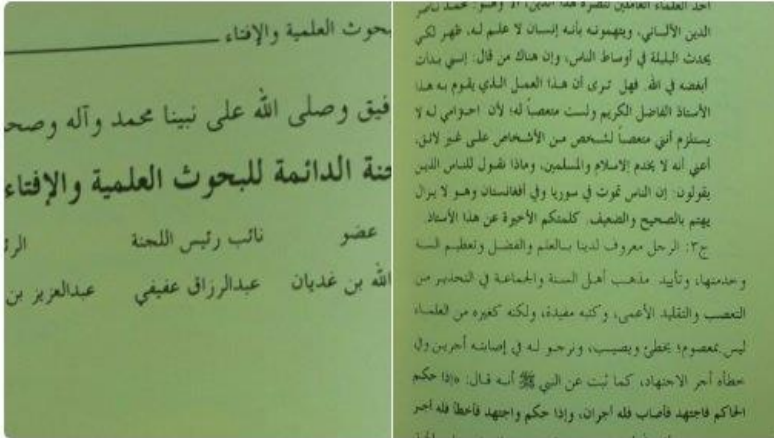 بحوث العلمية والإفتاء
فيق وصلى الله على نبينا محمد وآله وصح
جنة الدائمة للبحوث العلمية والإفتاء
عضو نائب رئيس اللجنة الر
الله بن غديان عبدالرزاق عفيفي عبدالعزيز بن
أحد العلماء العاملين لنصرة هذا الدين، ألا وهو: محمد ناصر
الدين الألباني، ويتهمونه بأنه إنسان لا علم له، ظهر لكي
يحدث البلبلة في أوساط الناس، وإن هناك من قال: إنني بدأت
أبغضه في الله. فهل ترى أن هذا العمل الذي يقوم به هذا
الأستاذ الفاضل الكريم ولست متعصباً له؛ لأن احترامي له لا
يستلزم أنني متعصباً لشخص من الأشخاص على غير لائق،
أعني أنه لا يخدم الإسلام والمسلمين، وماذا نقول للناس الذين
يقولون: إن الناس تموت في سوريا وفي أفغانستان وهو لا يزال
يهتم بالصحيح والضعيف. كلمتكم الأخيرة عن هذا الأستاذ.
ج٣: الرجل معروف لدينا بالعلم والفضل وتعظيم السنة
وخدمتها، وتأييد مذهب أهل السنة والجماعة في التحذير من
التعصب والتقليد الأعمى، وكتبه مفيدة، ولكنه كغيره من العلماء
ليس بمعصوم؛ يخطئ ويصيب، ونرجو له في إصابته أجرين وفي
خطأه أجر الاجتهاد، كما ثبت عن النبي ﷺ أنه قال: «إذا حكم
الحاكم فاجتهد فأصاب فله أجران، وإذا حكم واجتهد فأخطأ فله أجر